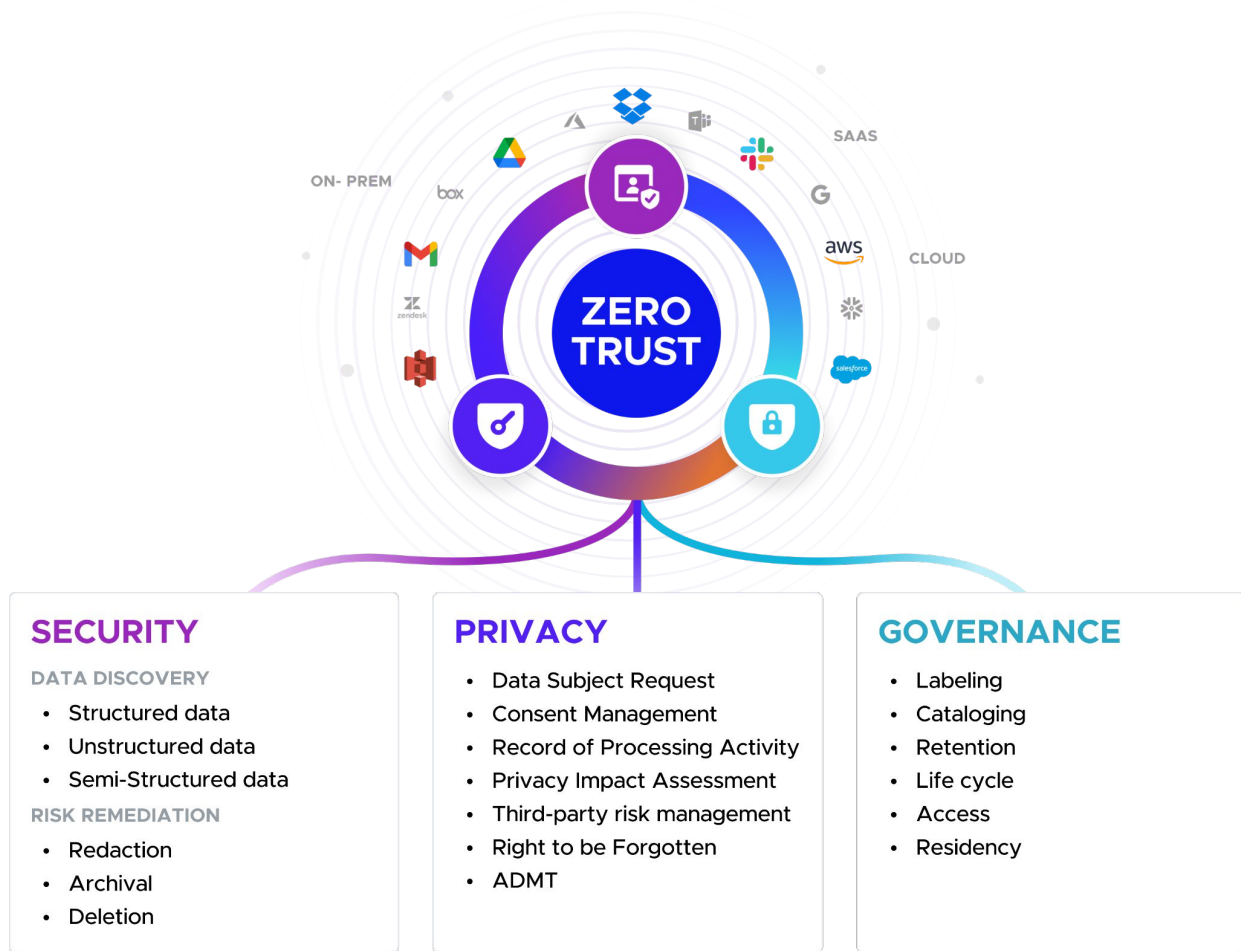 SAAS
ON- PREM
box
G
aws
CLOUD
zendesk
salesforce
ZERO
TRUST
SECURITY
DATA DISCOVERY
• Structured data
• Unstructured data
• Semi-Structured data
RISK REMEDIATION
• Redaction
• Archival
• Deletion
PRIVACY
• Data Subject Request
• Consent Management
• Record of Processing Activity
• Privacy Impact Assessment
• Third-party risk management
• Right to be Forgotten
• ADMT
GOVERNANCE
• Labeling
• Cataloging
• Retention
• Life cycle
• Access
• Residency